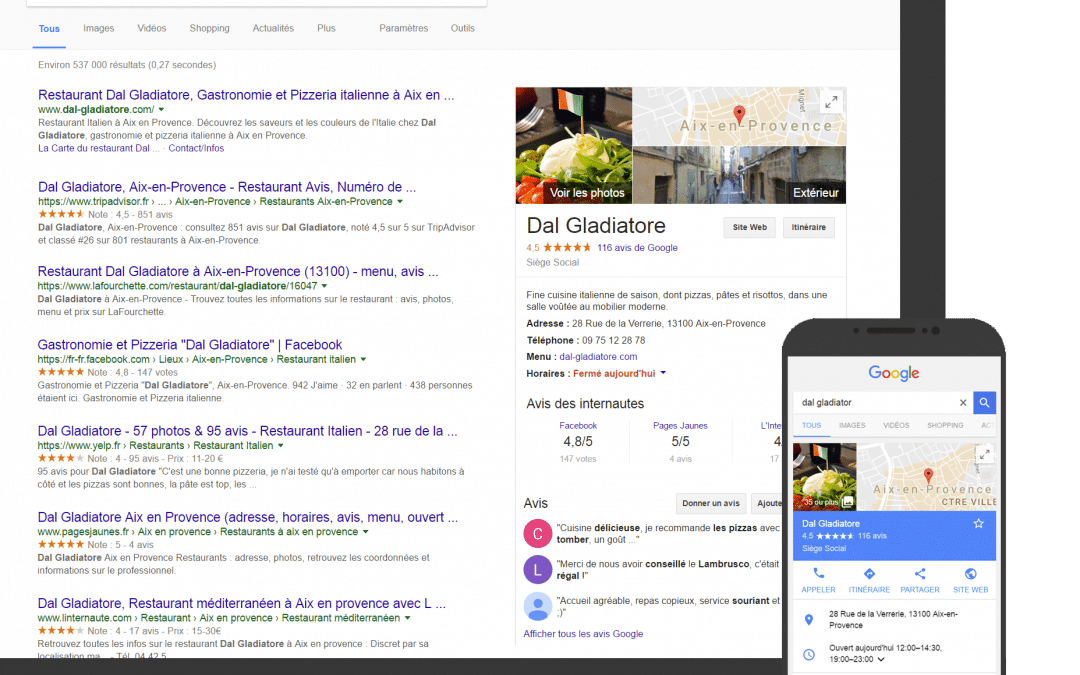 Tous Images Vidéos Shopping Actualités Plus Paramètres Outils
Environ 537 000 résultats (0,27 secondes)
Restaurant Dal Gladiatore, Gastronomie et Pizzeria italienne à Aix en ...
www.dal-gladiatore.com/
Restaurant Italien à Aix en Provence. Découvrez les saveurs et les couleurs de l'Italie chez Dal
Gladiatore, gastronomie et pizzeria italienne à Aix en Provence.
La Carte du restaurant Dal ... · Contact/Infos
Dal Gladiatore, Aix-en-Provence - Restaurant Avis, Numéro de ...
https://www.tripadvisor.fr › ... › Aix-en-Provence › Restaurants Aix-en-Provence
Note : 4,5 - 851 avis
Dal Gladiatore, Aix-en-Provence : consultez 851 avis sur Dal Gladiatore, noté 4,5 sur 5 sur TripAdvisor
et classé #26 sur 801 restaurants à Aix-en-Provence.
Restaurant Dal Gladiatore à Aix-en-Provence (13100) - menu, avis ...
https://www.lafourchette.com/restaurant/dal-gladiatore/16047
Dal Gladiatore à Aix-en-Provence - Trouvez toutes les informations sur le restaurant : avis, photos,
menu et prix sur LaFourchette.
Gastronomie et Pizzeria "Dal Gladiatore" | Facebook
https://fr-fr.facebook.com › Lieux › Aix-en-Provence › Restaurant italien
Note : 4,8 - 147 votes
Gastronomie et Pizzeria "Dal Gladiatore", Aix-en-Provence. 942 J'aime · 32 en parlent · 438 personnes
étaient ici. Gastronomie et Pizzeria italienne.
Dal Gladiatore - 57 photos & 95 avis - Restaurant Italien - 28 rue de la ...
https://www.yelp.fr › Restaurants › Restaurant Italien
Note : 4 - 95 avis - Prix : 11-20 €
95 avis pour Dal Gladiatore "C'est une bonne pizzeria, je n'ai testé qu'à emporter car nous habitons à
côté et les pizzas sont bonnes, la pâte est top, les ...
Dal Gladiatore Aix en Provence (adresse, horaires, avis, menu, ouvert ...
www.pagesjaunes.fr › Aix en provence › Restaurants à aix en provence
Note : 5 - 4 avis
Dal Gladiatore Aix en Provence Restaurants : adresse, photos, retrouvez les coordonnées et
informations sur le professionnel.
Dal Gladiatore, Restaurant méditerranéen à Aix en provence avec L ...
www.linternaute.com › Restaurant › Aix en provence › Restaurant méditerranéen
Note : 4 - 17 avis - Prix : 15-30€
Retrouvez toutes les infos sur le restaurant Dal Gladiatore : Discret par sa
localisation ma... - Tél. 04 42 5
Mignet
Aix-en-Provence
Voir les photos
Extérieur
Dal Gladiatore
Site Web
Itinéraire
4,5 116 avis de Google
Siège Social
Fine cuisine italienne de saison, dont pizzas, pâtes et risottos, dans une
salle voûtée au mobilier moderne.
Adresse : 28 Rue de la Verrerie, 13100 Aix-en-Provence
Téléphone : 09 75 12 28 78
Menu : dal-gladiatore.com
Horaires : Fermé aujourd'hui
Avis des internautes
Facebook Pages Jaunes L'Inte
4,8/5 5/5 4
147 votes 4 avis 17
Avis
Donner un avis
Ajoute
C
"Cuisine délicieuse, je recommande les pizzas avec
tomber, un goût ..."
L
"Merci de nous avoir conseillé le Lambrusco, c'était
régal !"
"Accueil agréable, repas copieux, service souriant et
;)"
Afficher tous les avis Google
Google
dal gladiator
TOUS IMAGES VIDÉOS SHOPPING AC
35 ou plus
Aix-en-Provence
CTRE VILLE
Dal Gladiatore
4,5 116 avis
Siège Social
APPELER ITINÉRAIRE PARTAGER SITE WEB
28 Rue de la Verrerie, 13100 Aix-en-
Provence
Ouvert aujourd'hui 12:00–14:30,
19:00–23:00